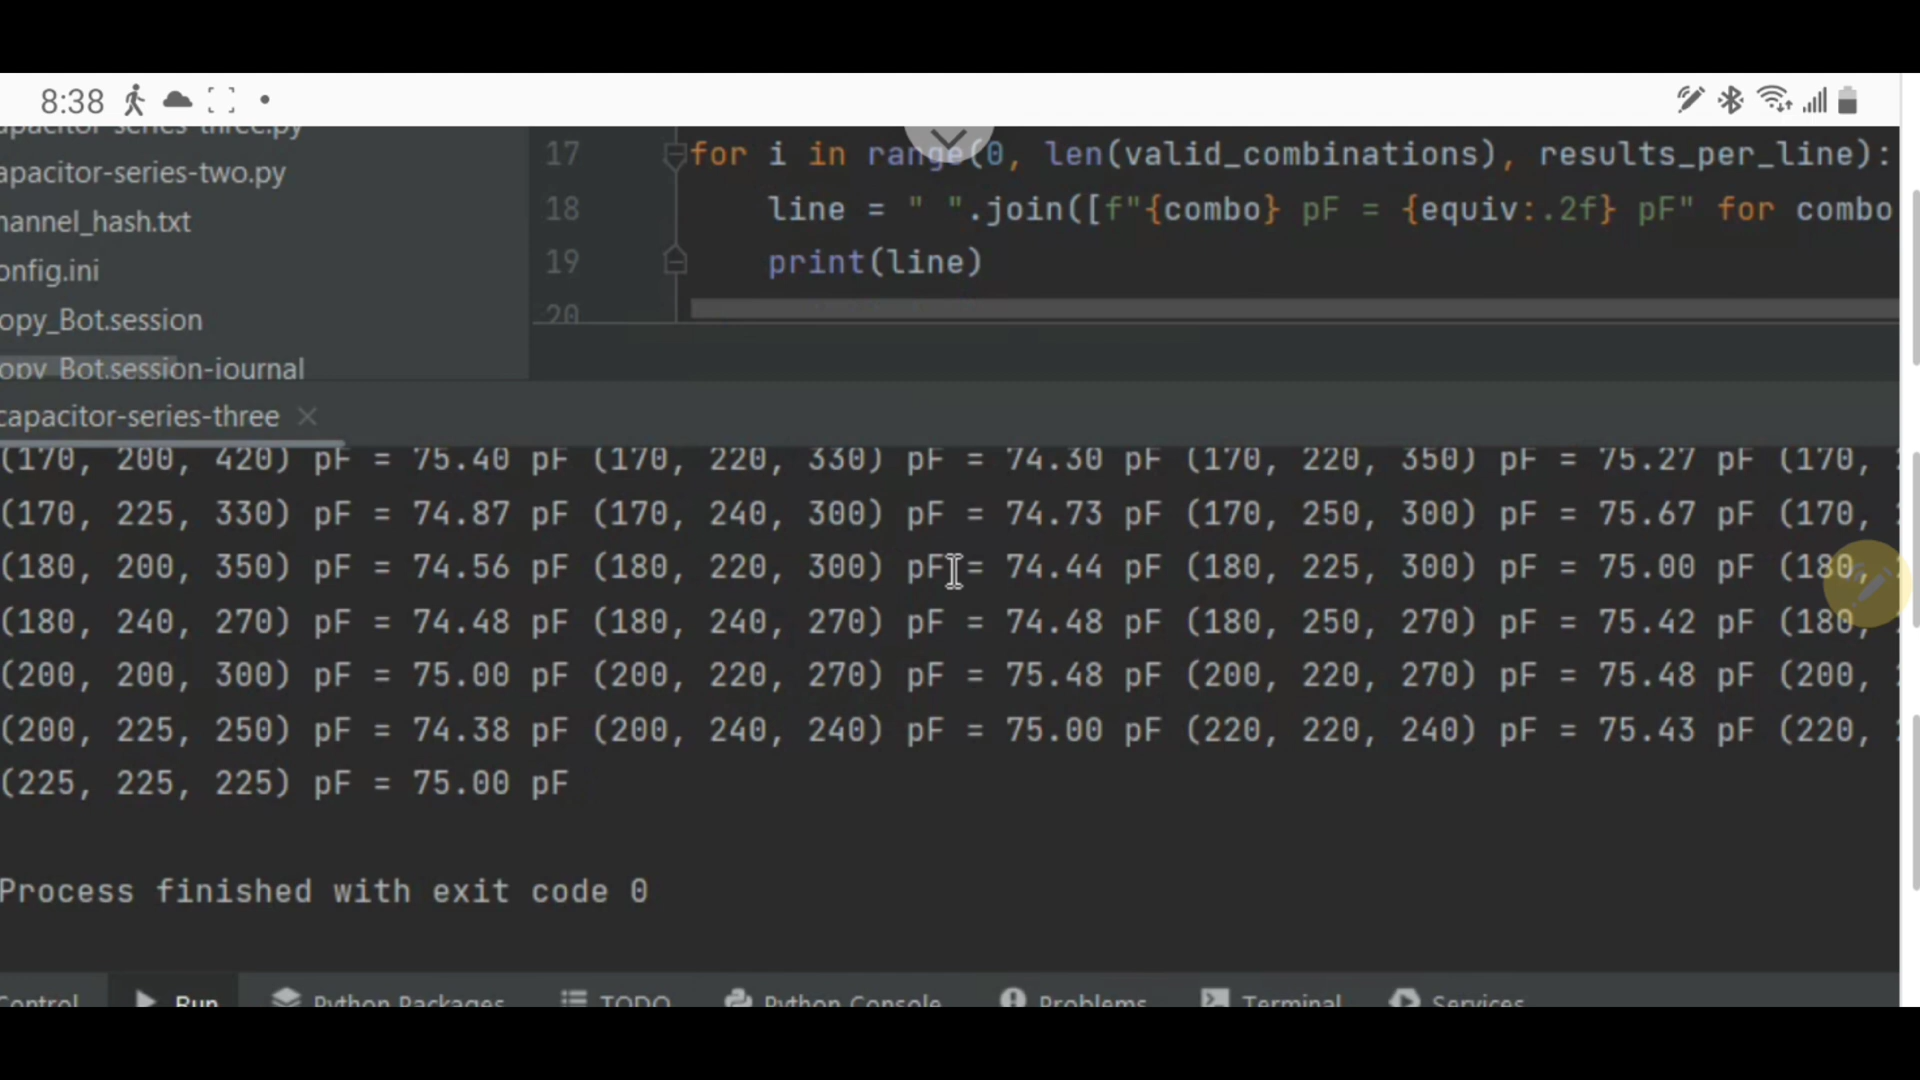 8:38
apacitor-series-three.py
apacitor-series-two.py
hannel_hash.txt
onfig.ini
opy_Bot.session
opy_Bot.session-journal
17 for i in range(0, len(valid_combinations), results_per_line):
18 line = " ".join([f"{combo} pF = {equiv:.2f} pF" for combo
19 print(line)
20
capacitor-series-three ×
(170, 200, 420) pF = 75.40 pF (170, 220, 330) pF = 74.30 pF (170, 220, 350) pF = 75.27 pF (170,
(170, 225, 330) pF = 74.87 pF (170, 240, 300) pF = 74.73 pF (170, 250, 300) pF = 75.67 pF (170,
(180, 200, 350) pF = 74.56 pF (180, 220, 300) pF = 74.44 pF (180, 225, 300) pF = 75.00 pF (180,
(180, 240, 270) pF = 74.48 pF (180, 240, 270) pF = 74.48 pF (180, 250, 270) pF = 75.42 pF (180,
(200, 200, 300) pF = 75.00 pF (200, 220, 270) pF = 75.48 pF (200, 220, 270) pF = 75.48 pF (200,
(200, 225, 250) pF = 74.38 pF (200, 240, 240) pF = 75.00 pF (220, 220, 240) pF = 75.43 pF (220,
(225, 225, 225) pF = 75.00 pF
Process finished with exit code 0
Control Run Python Packages TODO Python Console Problems Terminal Services